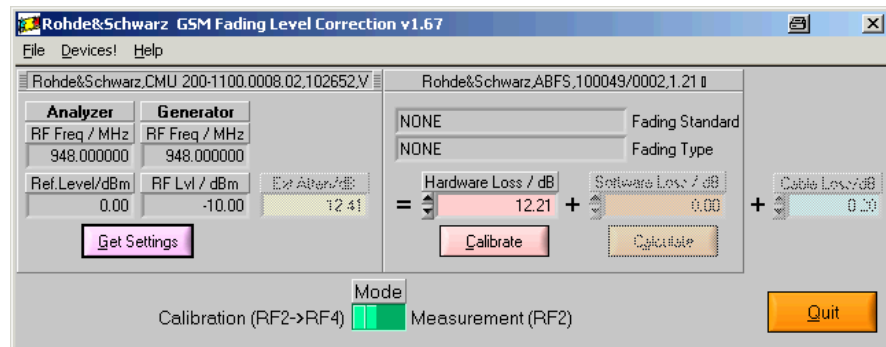 Rohde&Schwarz GSM Fading Level Correction v1.67
File Devices! Help
Rohde&Schwarz,CMU 200-1100.0008.02,102652,V
Rohde&Schwarz,ABFS,100049/0002,1.21
Analyzer Generator
RF Freq / MHz RF Freq / MHz
948.000000 948.000000
NONE Fading Standard
NONE Fading Type
Ref.Level/dBm RF Lvl / dBm Ext Atten/dB Hardware Loss / dB Software Loss / dB Cable Loss/dB
0.00 -10.00 12.41 = 12.21 + 0.00 + 0.20
Get Settings Calibrate Calculate
Mode
Calibration (RF2->RF4) Measurement (RF2)
Quit